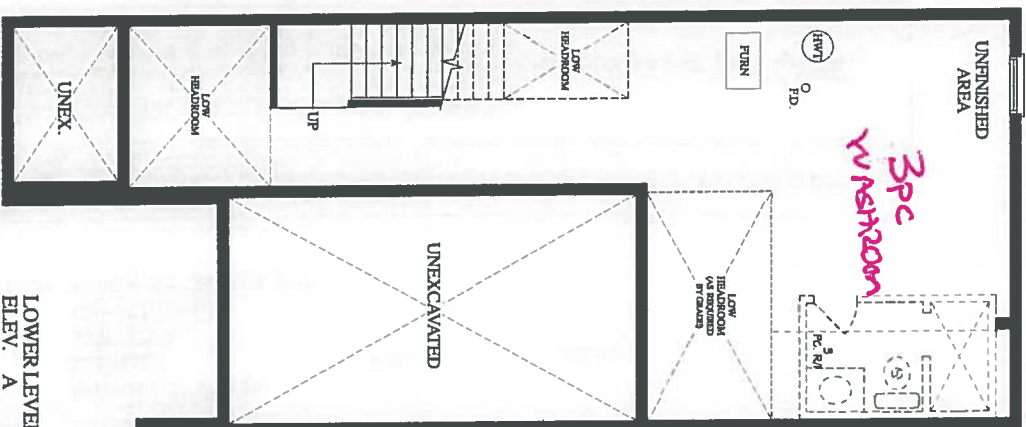 UNFINISHED
AREA
HWT
F.D.
FURN
LOW
HEADROOM
UP
LOW
HEADROOM
UNEX.
3pc
WASHROOM
LOW
HEADROOM
(AS REQUIRED
BY GRADE)
3
PC. R/I
UNEXCAVATED
LOWER LEVEL
ELEV. A